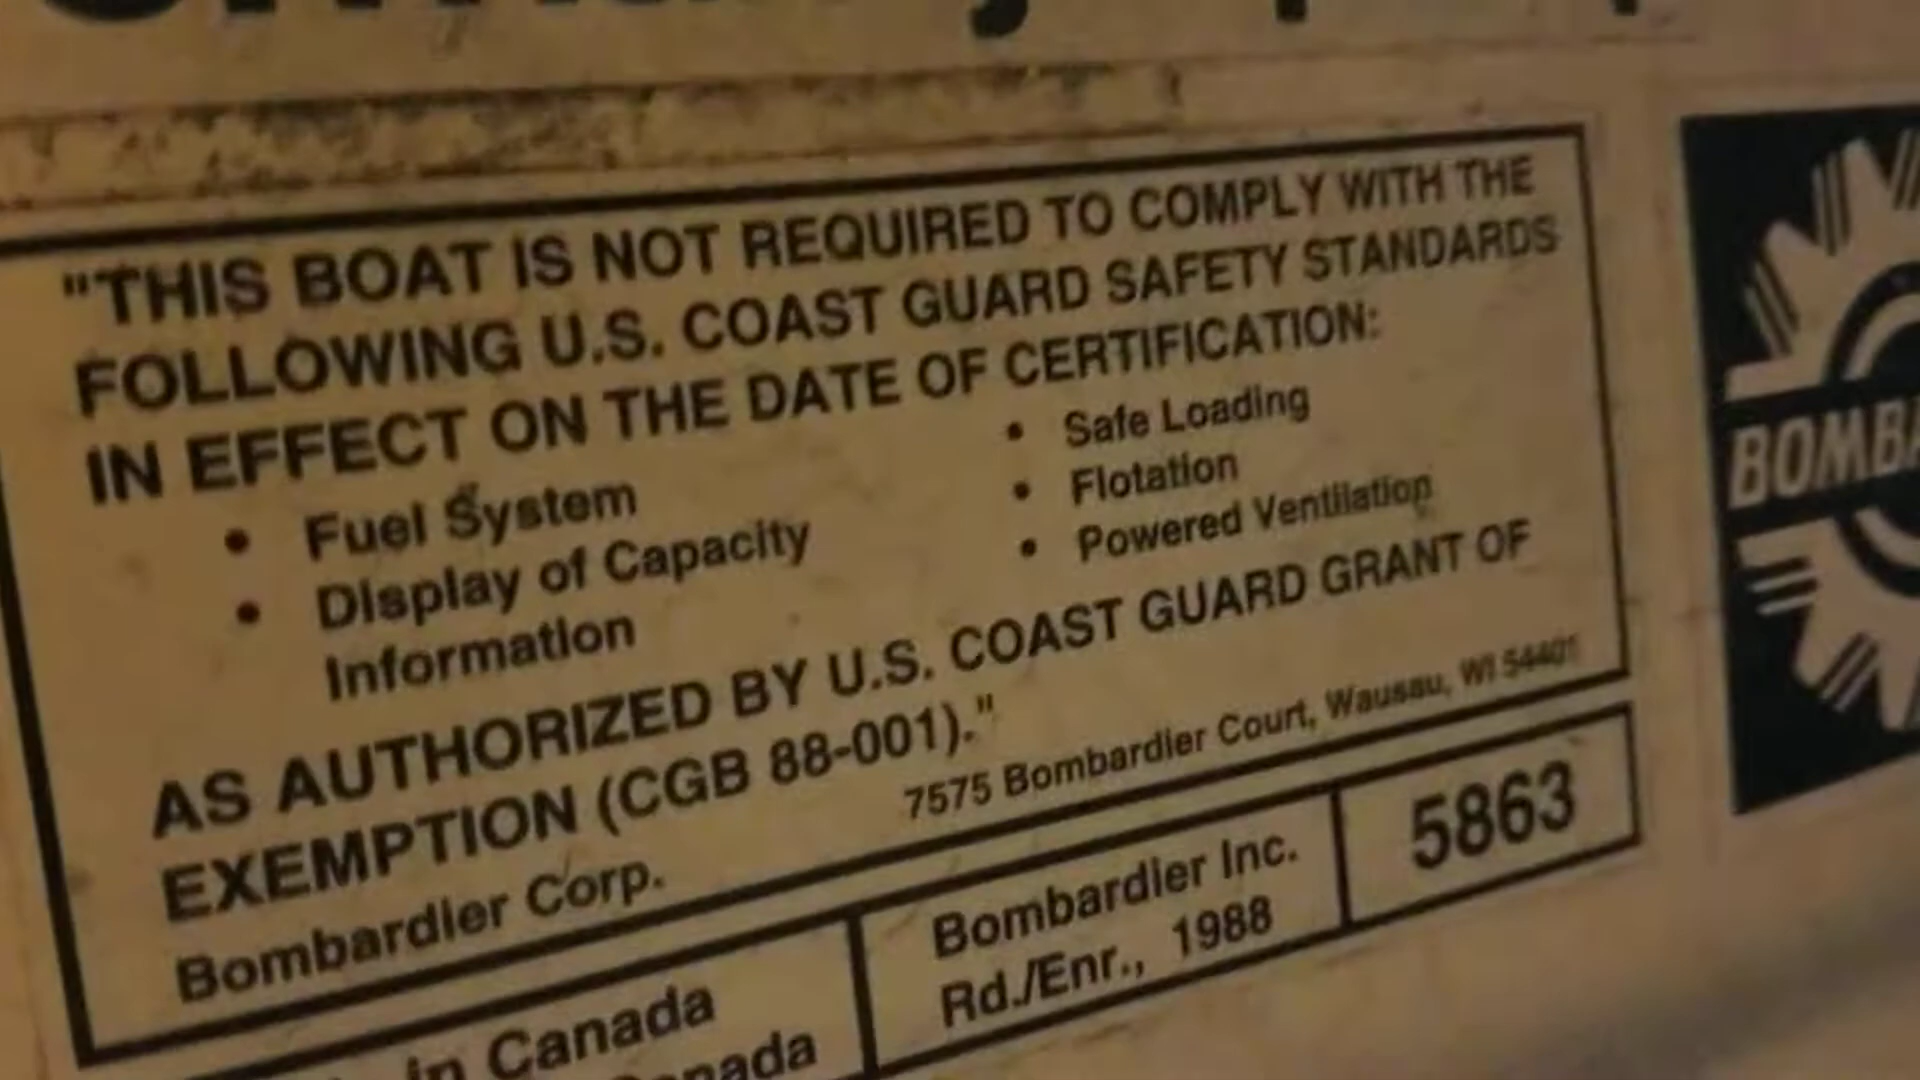 "THIS BOAT IS NOT REQUIRED TO COMPLY WITH THE
FOLLOWING U.S. COAST GUARD SAFETY STANDARDS
IN EFFECT ON THE DATE OF CERTIFICATION:
• Fuel System
• Display of Capacity
Information
• Safe Loading
• Flotation
• Powered Ventilation
AS AUTHORIZED BY U.S. COAST GUARD GRANT OF
EXEMPTION (CGB 88-001)."
Bombardier Corp.
7575 Bombardier Court, Wausau, WI 54401
in Canada
Bombardier Inc.
Rd./Enr., 1988
5863